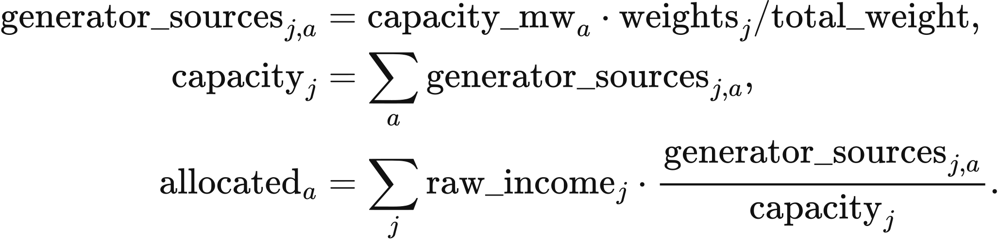 generator_sources_{j,a} = capacity_mw_a · weights_j/total_weight,
capacity_j = ∑_a generator_sources_{j,a},
allocated_a = ∑_j raw_income_j · generator_sources_{j,a}/capacity_j.